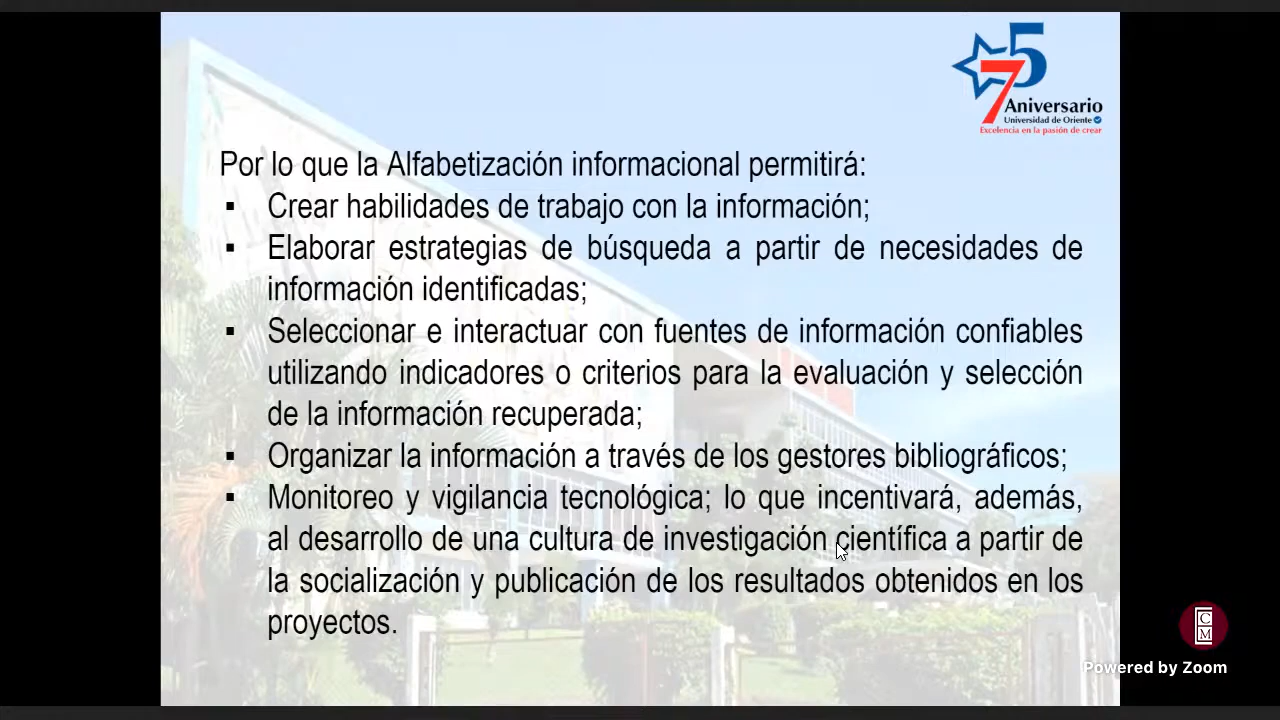 75
Aniversario
Universidad de Oriente
Excelencia en la pasión de crear
Por lo que la Alfabetización informacional permitirá:
▪ Crear habilidades de trabajo con la información;
▪ Elaborar estrategias de búsqueda a partir de necesidades de
información identificadas;
▪ Seleccionar e interactuar con fuentes de información confiables
utilizando indicadores o criterios para la evaluación y selección
de la información recuperada;
▪ Organizar la información a través de los gestores bibliográficos;
▪ Monitoreo y vigilancia tecnológica; lo que incentivará, además,
al desarrollo de una cultura de investigación científica a partir de
la socialización y publicación de los resultados obtenidos en los
proyectos.
C
M
Powered by Zoom